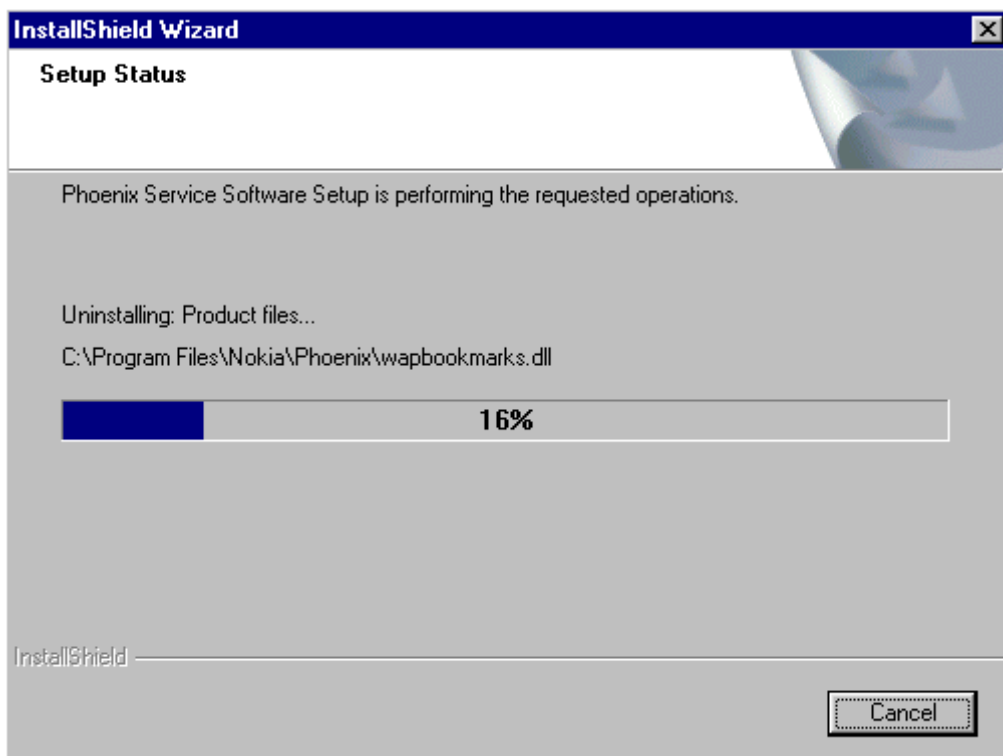 InstallShield Wizard
Setup Status
Phoenix Service Software Setup is performing the requested operations.
Uninstalling: Product files...
C:\Program Files\Nokia\Phoenix\wapbookmarks.dll
16%
InstallShield
Cancel